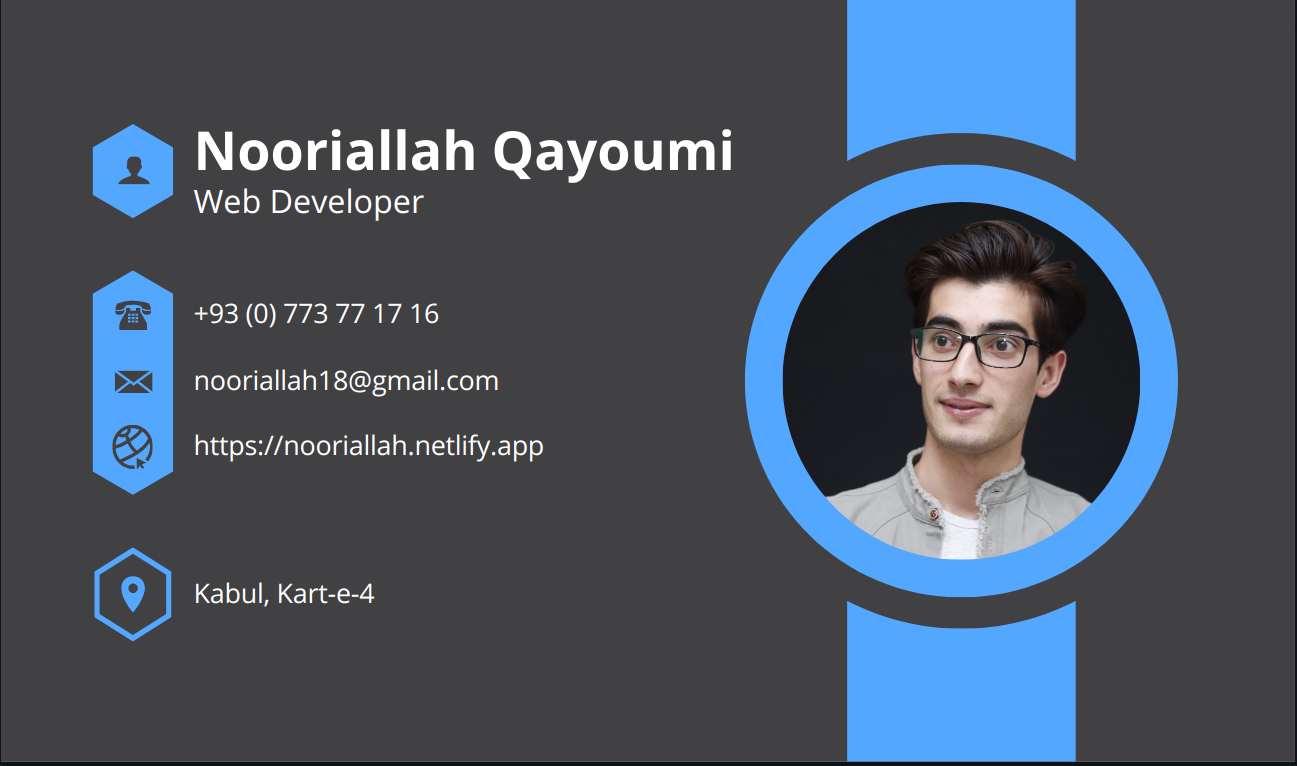 Nooriallah Qayoumi
Web Developer
+93 (0) 773 77 17 16
nooriallah18@gmail.com
https://nooriallah.netlify.app
Kabul, Kart-e-4